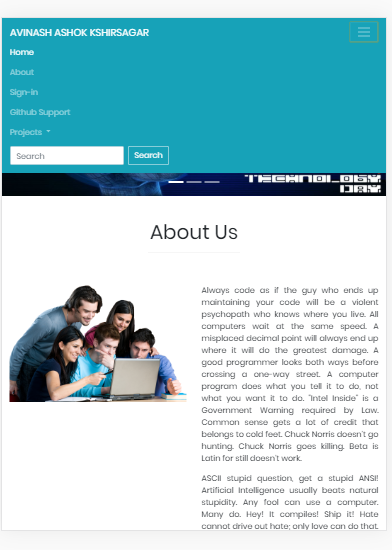 AVINASH ASHOK KSHIRSAGAR
Home
About
Sign-in
Github Support
Projects
Search
Search
TECHNOLOGY
DAY
About Us
Always code as if the guy who ends up
maintaining your code will be a violent
psychopath who knows where you live. All
computers wait at the same speed. A
misplaced decimal point will always end up
where it will do the greatest damage. A
good programmer looks both ways before
crossing a one-way street. A computer
program does what you tell it to do, not
what you want it to do. "Intel Inside" is a
Government Warning required by Law.
Common sense gets a lot of credit that
belongs to cold feet. Chuck Norris doesn't go
hunting. Chuck Norris goes killing. Beta is
Latin for still doesn't work.
ASCII stupid question, get a stupid ANSI!
Artificial Intelligence usually beats natural
stupidity. Any fool can use a computer.
Many do. Hey! It compiles! Ship it! Hate
cannot drive out hate; only love can do that.